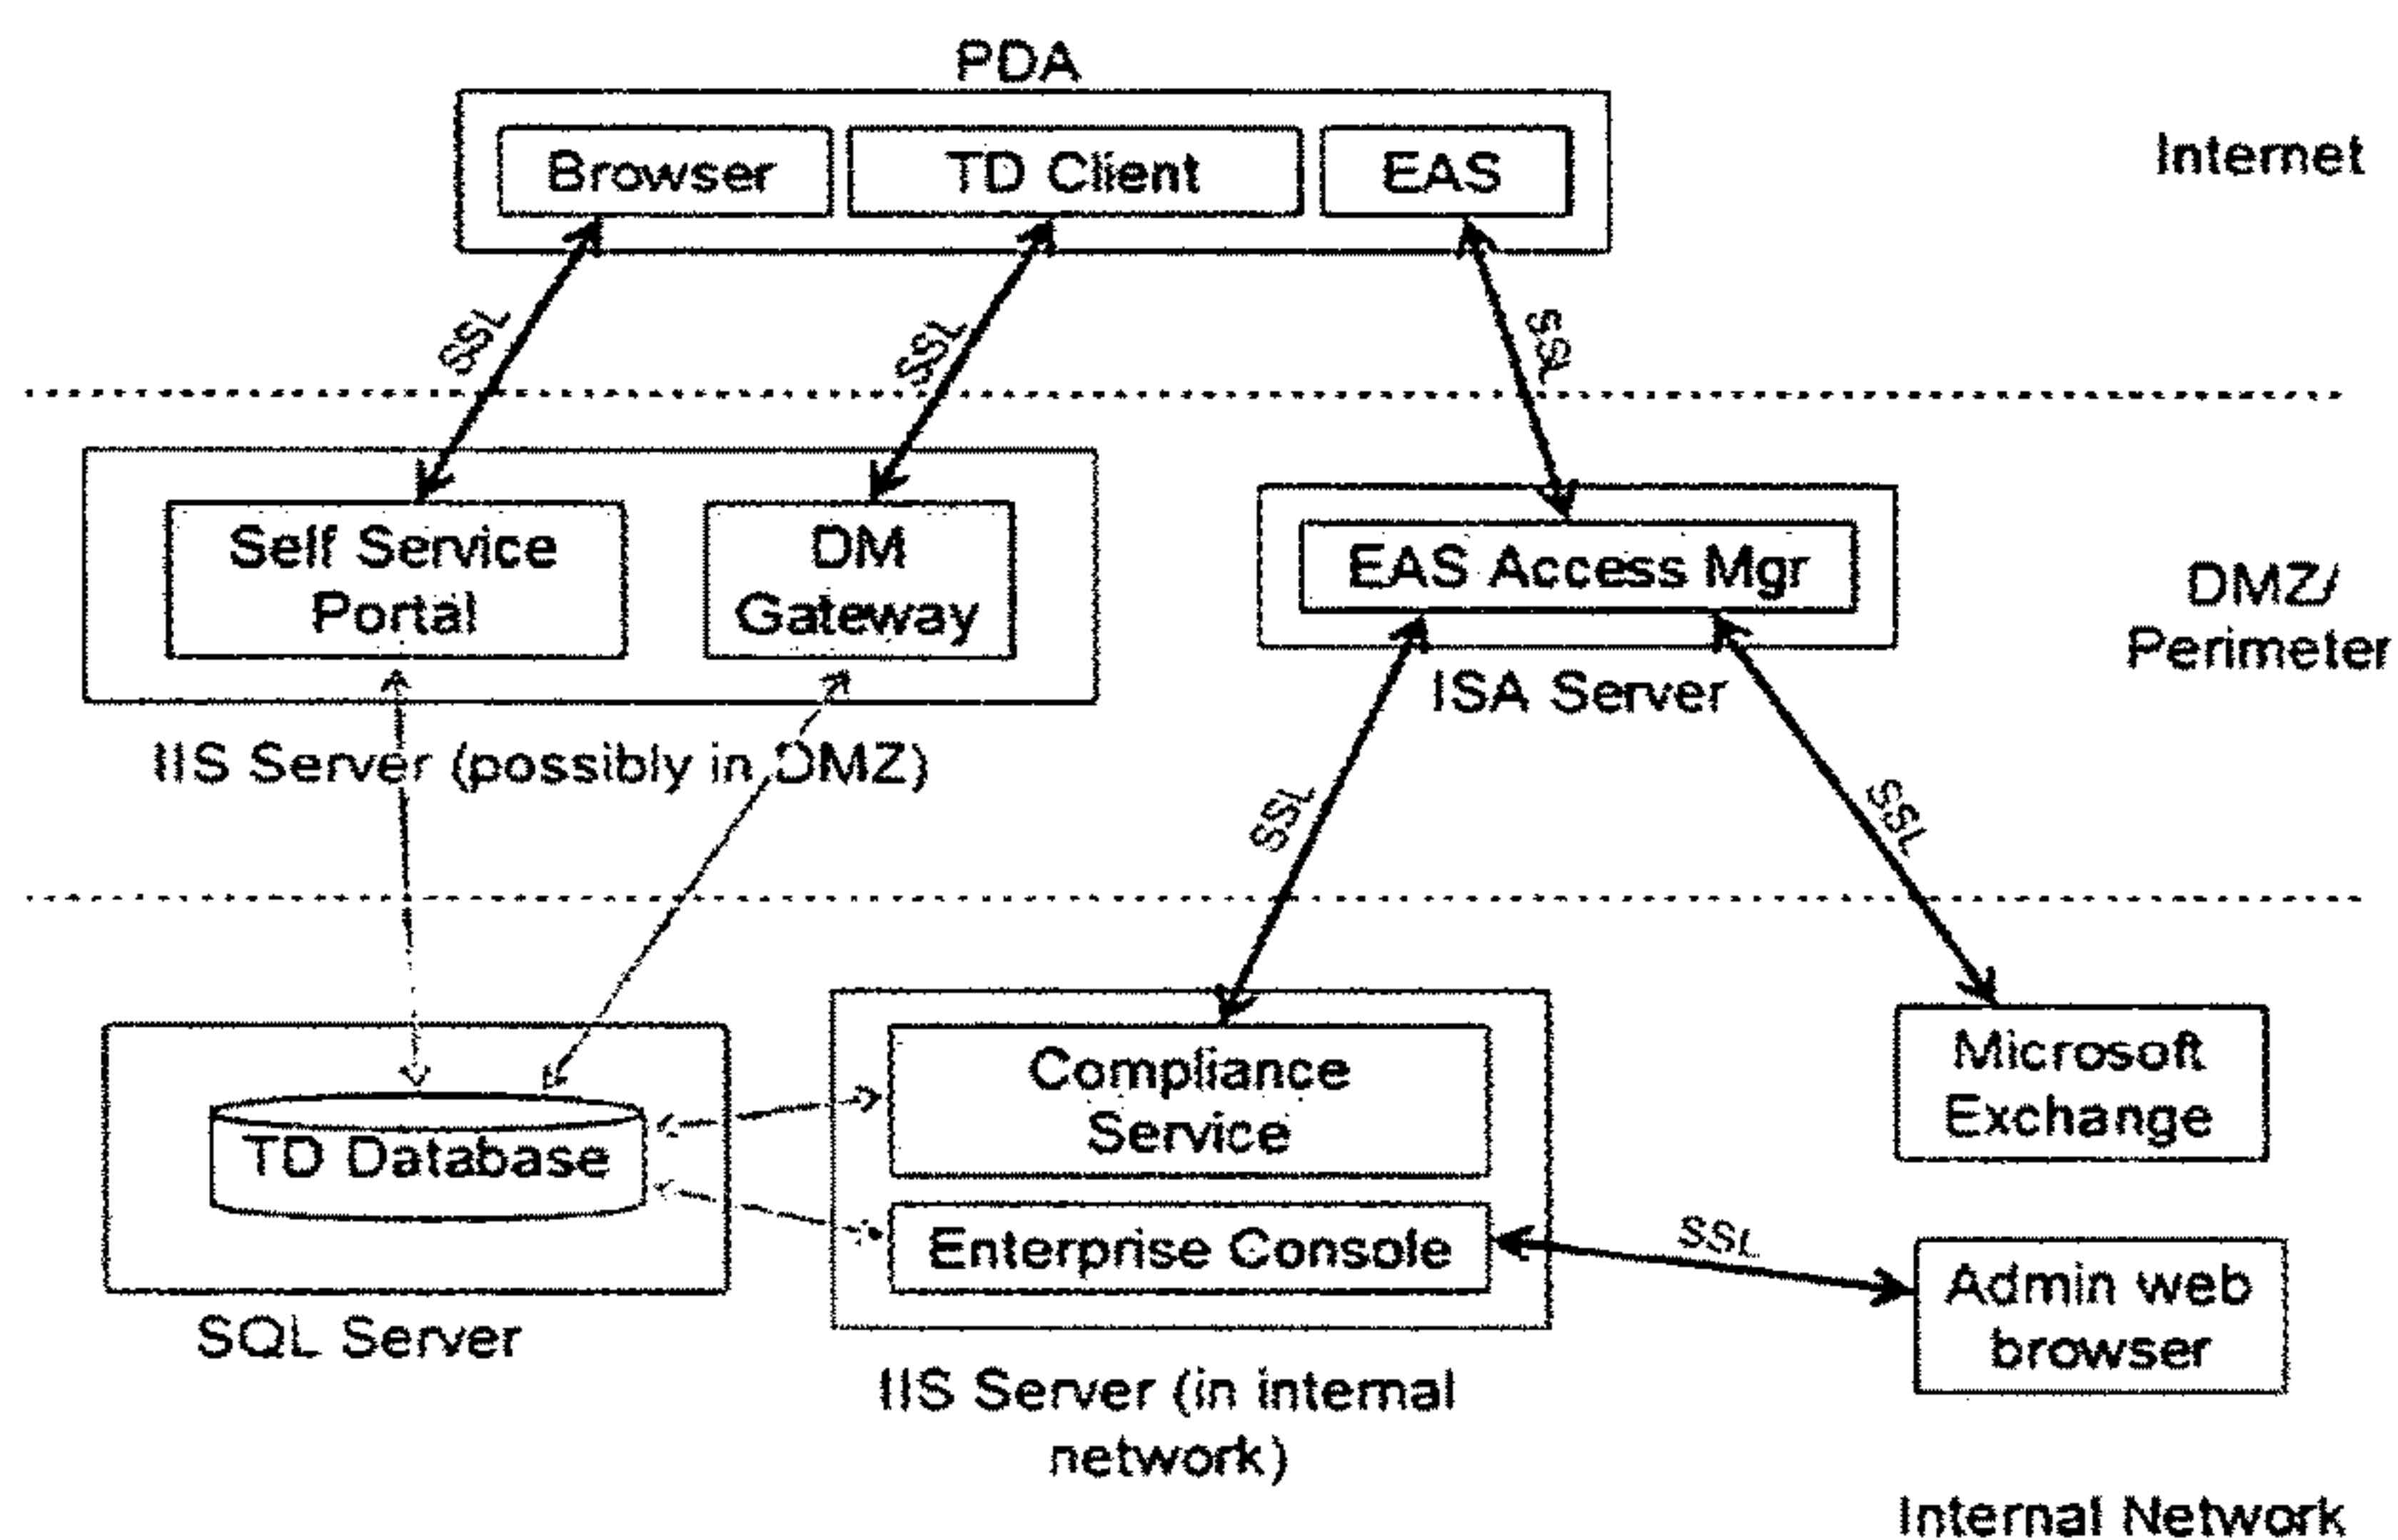 PDA
Browser
TD Client
EAS
Internet
SSL
SSL
SSL
Self Service
Portal
DM
Gateway
EAS Access Mgr
ISA Server
DMZ/
Perimeter
IIS Server (possibly in DMZ)
SSL
SSL
TD Database
SQL Server
Compliance
Service
Enterprise Console
IIS Server (in internal
network)
Microsoft
Exchange
SSL
Admin web
browser
Internal Network